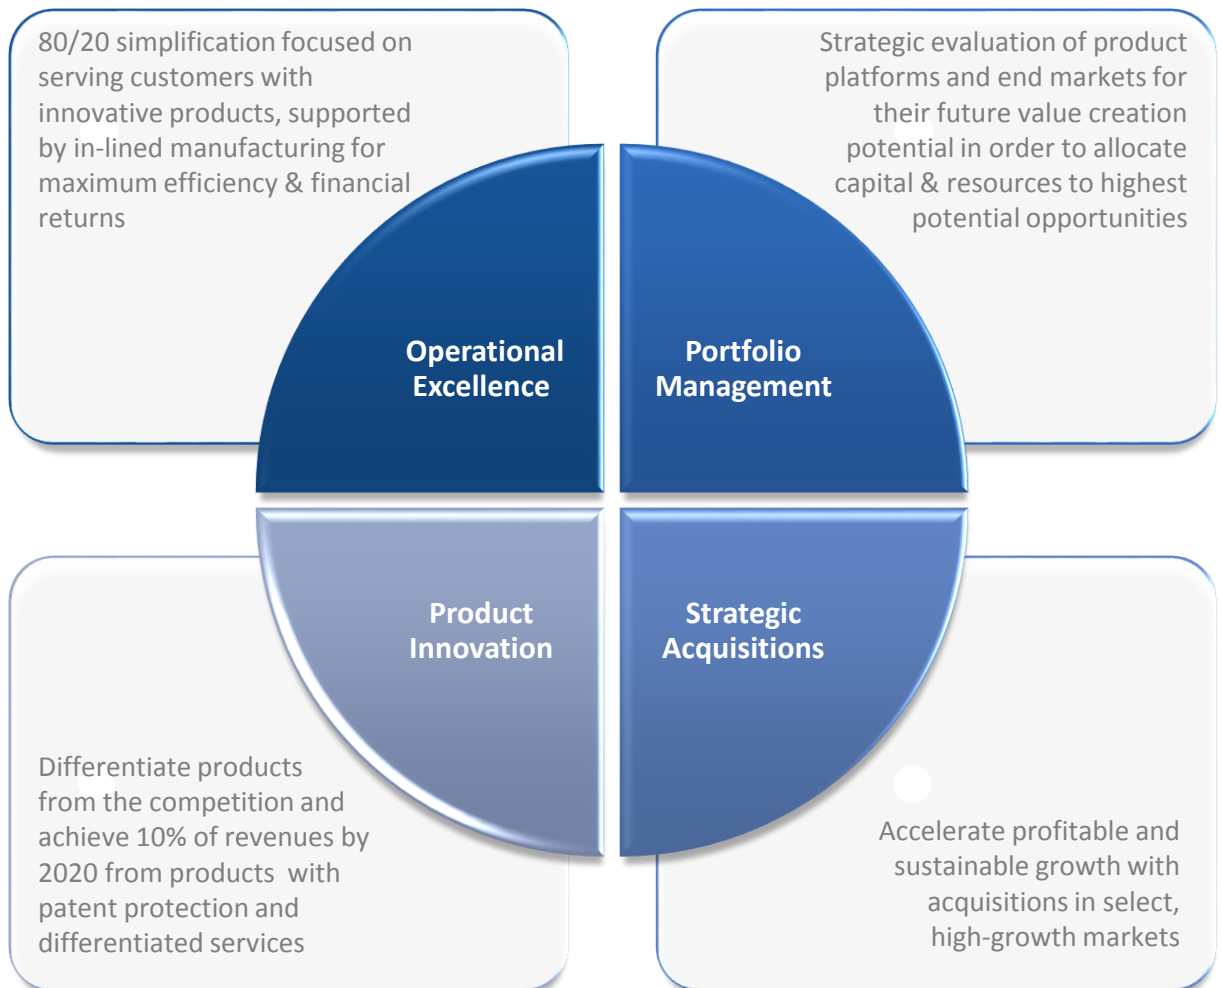 80/20 simplification focused on
serving customers with
innovative products, supported
by in-lined manufacturing for
maximum efficiency & financial
returns
Strategic evaluation of product
platforms and end markets for
their future value creation
potential in order to allocate
capital & resources to highest
potential opportunities
Operational
Excellence
Portfolio
Management
Product
Innovation
Strategic
Acquisitions
Differentiate products
from the competition and
achieve 10% of revenues by
2020 from products  with
patent protection and
differentiated services
Accelerate profitable and
sustainable growth with
acquisitions in select,
high-growth markets